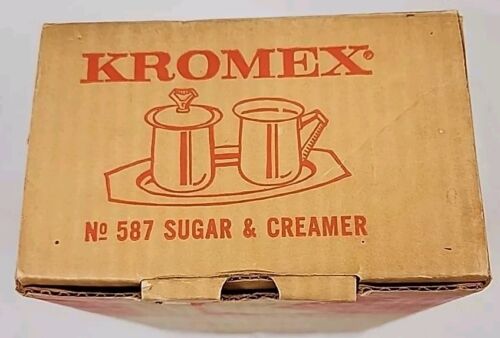 KROMEX®
Nº 587 SUGAR & CREAMER